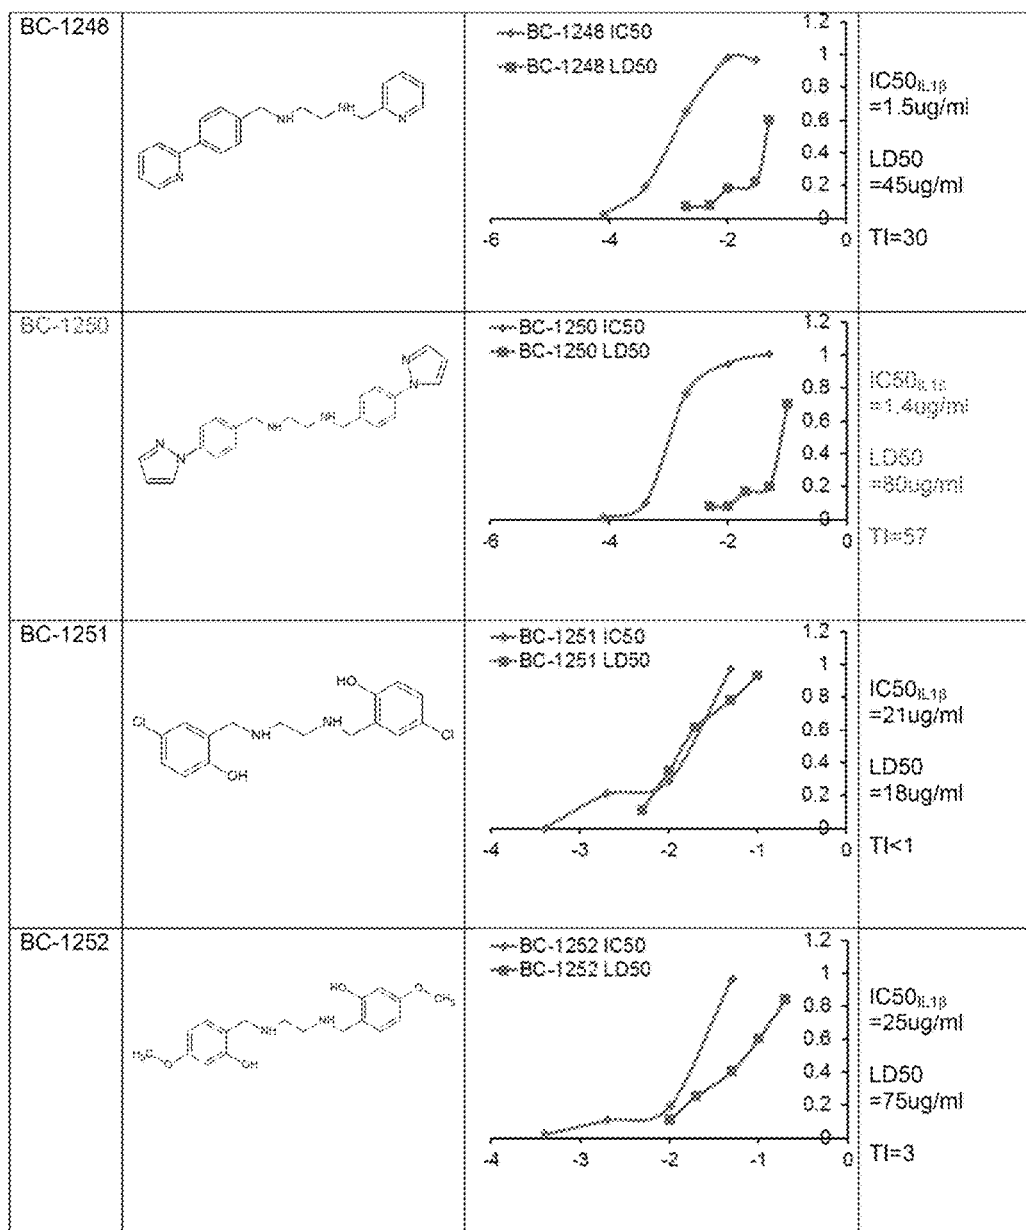 BC-1248
NH
NH
N
N
BC-1248 IC50
BC-1248 LD50
1.2
1
0.8
0.6
0.4
0.2
0
-6
-4
-2
0
IC50IL1β
=1.5ug/ml
LD50
=45ug/ml
TI=30
BC-1250
N
N
NH
NH
N
N
BC-1250 IC50
BC-1250 LD50
1.2
1
0.8
0.6
0.4
0.2
0
-6
-4
-2
0
IC50IL1β
=1.4ug/ml
LD50
=80ug/ml
TI=57
BC-1251
HO
Cl
NH
NH
Cl
OH
BC-1251 IC50
BC-1251 LD50
1.2
1
0.8
0.6
0.4
0.2
0
-4
-3
-2
-1
0
IC50IL1β
=21ug/ml
LD50
=18ug/ml
TI<1
BC-1252
HO
O
CH3
NH
NH
H3C
O
OH
BC-1252 IC50
BC-1252 LD50
1.2
1
0.8
0.6
0.4
0.2
0
-4
-3
-2
-1
0
IC50IL1β
=25ug/ml
LD50
=75ug/ml
TI=3